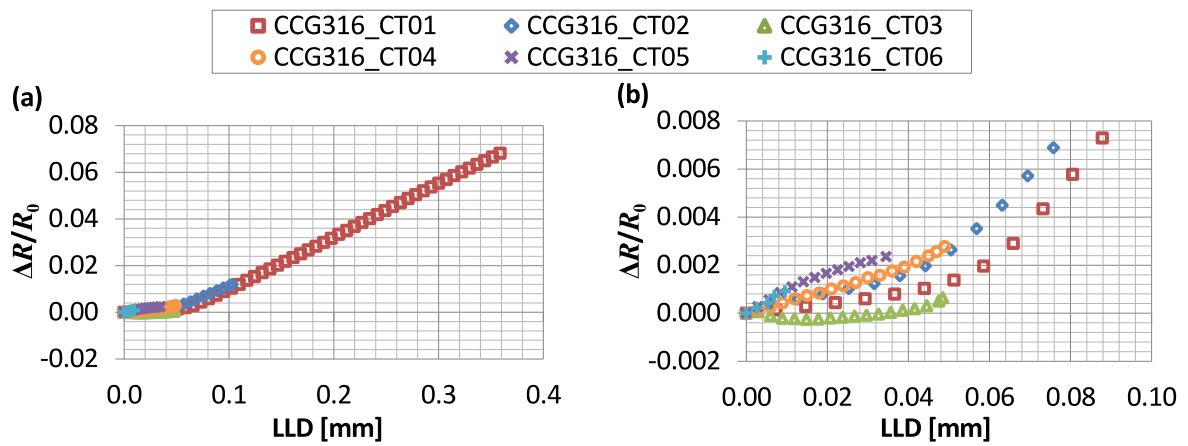 CCG316_CT01 CCG316_CT02 CCG316_CT03
CCG316_CT04 CCG316_CT05 CCG316_CT06
(a)
0.08
0.06
0.04
0.02
0.00
-0.02
ΔR/R₀
0.0 0.1 0.2 0.3 0.4
LLD [mm]
(b)
0.008
0.006
0.004
0.002
0.000
-0.002
ΔR/R₀
0.00 0.02 0.04 0.06 0.08 0.10
LLD [mm]